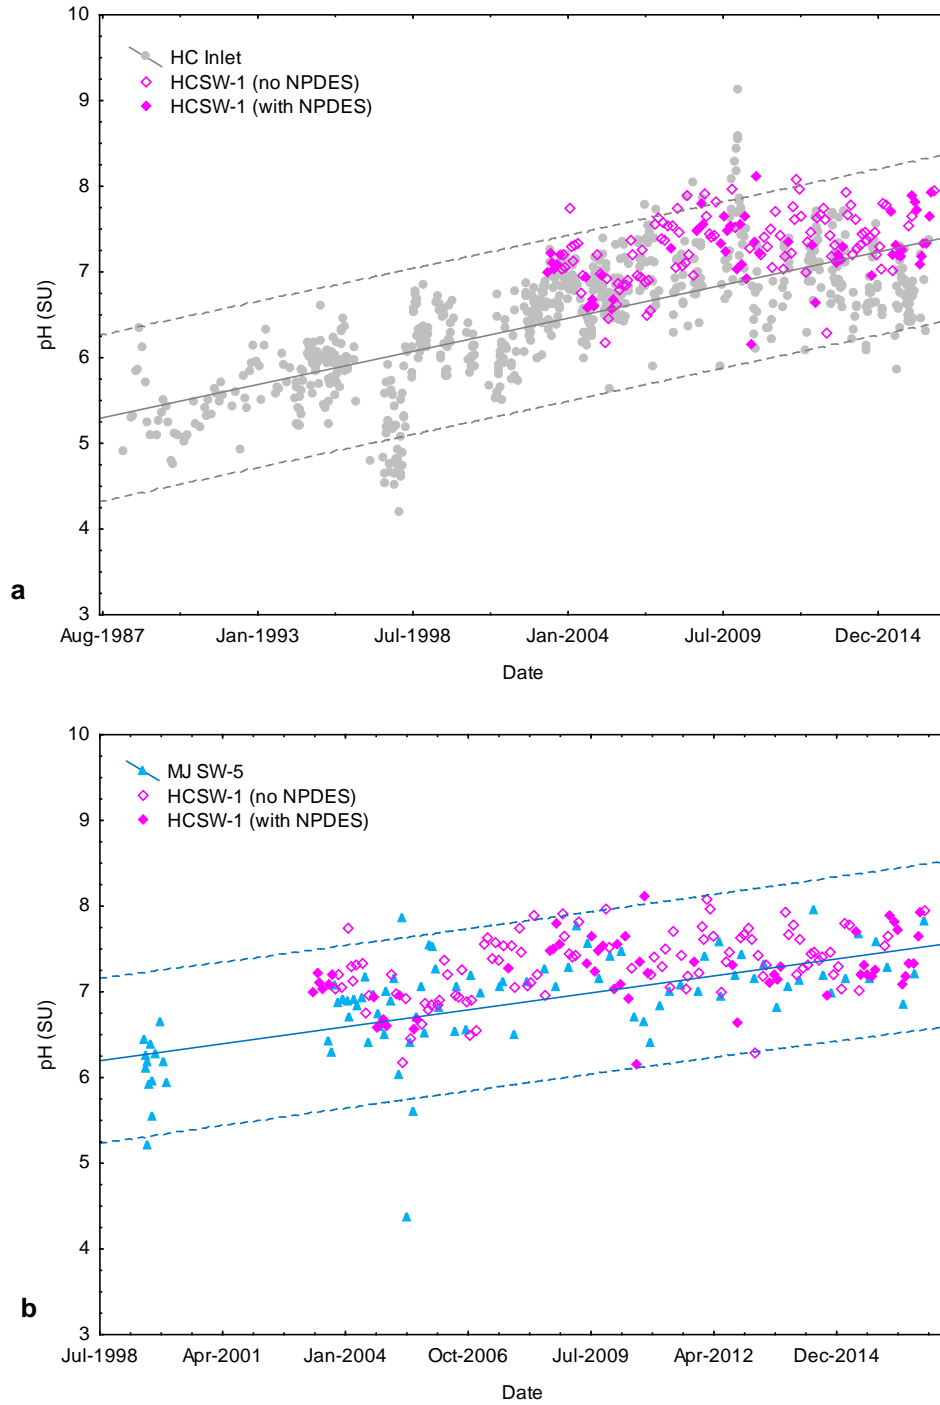 10
9
8
7
6
5
4
3
pH (SU)
HC Inlet
HCSW-1 (no NPDES)
HCSW-1 (with NPDES)
a
Aug-1987 Jan-1993 Jul-1998 Jan-2004 Jul-2009 Dec-2014
Date
10
9
8
7
6
5
4
3
pH (SU)
MJ SW-5
HCSW-1 (no NPDES)
HCSW-1 (with NPDES)
b
Jul-1998 Apr-2001 Jan-2004 Oct-2006 Jul-2009 Apr-2012 Dec-2014
Date